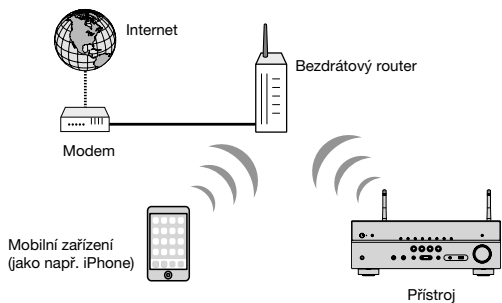 Internet
Bezdrátový router
Modem
Mobilní zařízení
(jako např. iPhone)
Přístroj